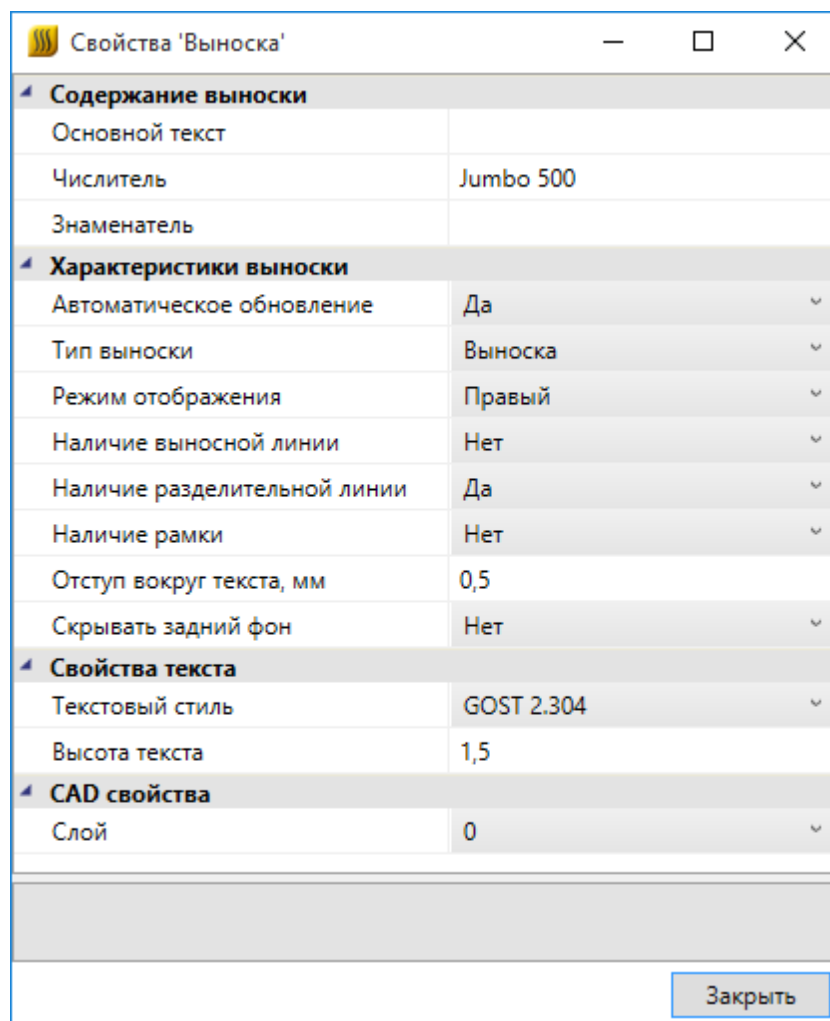 Свойства 'Выноска'
Содержание выноски
Основной текст
Числитель Jumbo 500
Знаменатель
Характеристики выноски
Автоматическое обновление Да
Тип выноски Выноска
Режим отображения Правый
Наличие выносной линии Нет
Наличие разделительной линии Да
Наличие рамки Нет
Отступ вокруг текста, мм 0,5
Скрывать задний фон Нет
Свойства текста
Текстовый стиль GOST 2.304
Высота текста 1,5
CAD свойства
Слой 0
Закрыть